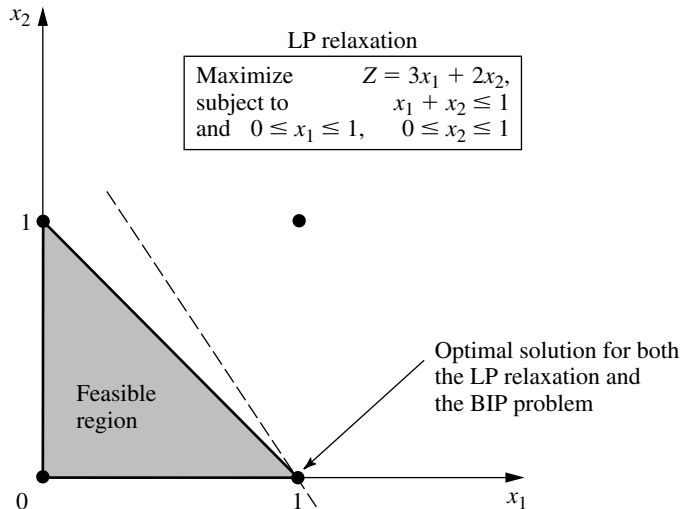 x₂
LP relaxation
Maximize Z = 3x₁ + 2x₂,
subject to x₁ + x₂ ≤ 1
and 0 ≤ x₁ ≤ 1, 0 ≤ x₂ ≤ 1
1
Optimal solution for both
the LP relaxation and
the BIP problem
Feasible
region
0
1
x₁